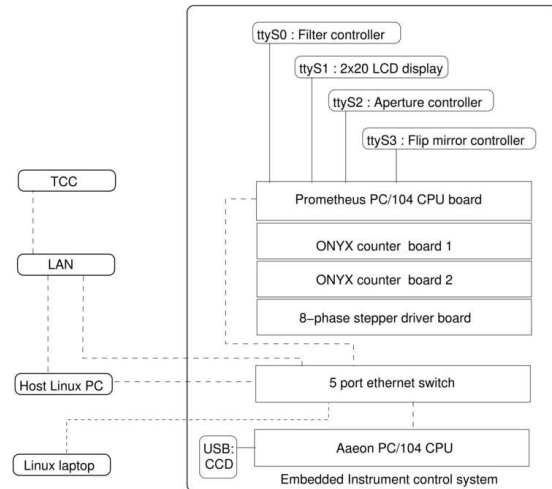 ttyS0 : Filter controller
ttyS1 : 2x20 LCD display
ttyS2 : Aperture controller
ttyS3 : Flip mirror controller
TCC
Prometheus PC/104 CPU board
ONYX counter board 1
LAN
ONYX counter board 2
8−phase stepper driver board
Host Linux PC
5 port ethernet switch
USB:
CCD
Aaeon PC/104 CPU
Linux laptop
Embedded Instrument control system